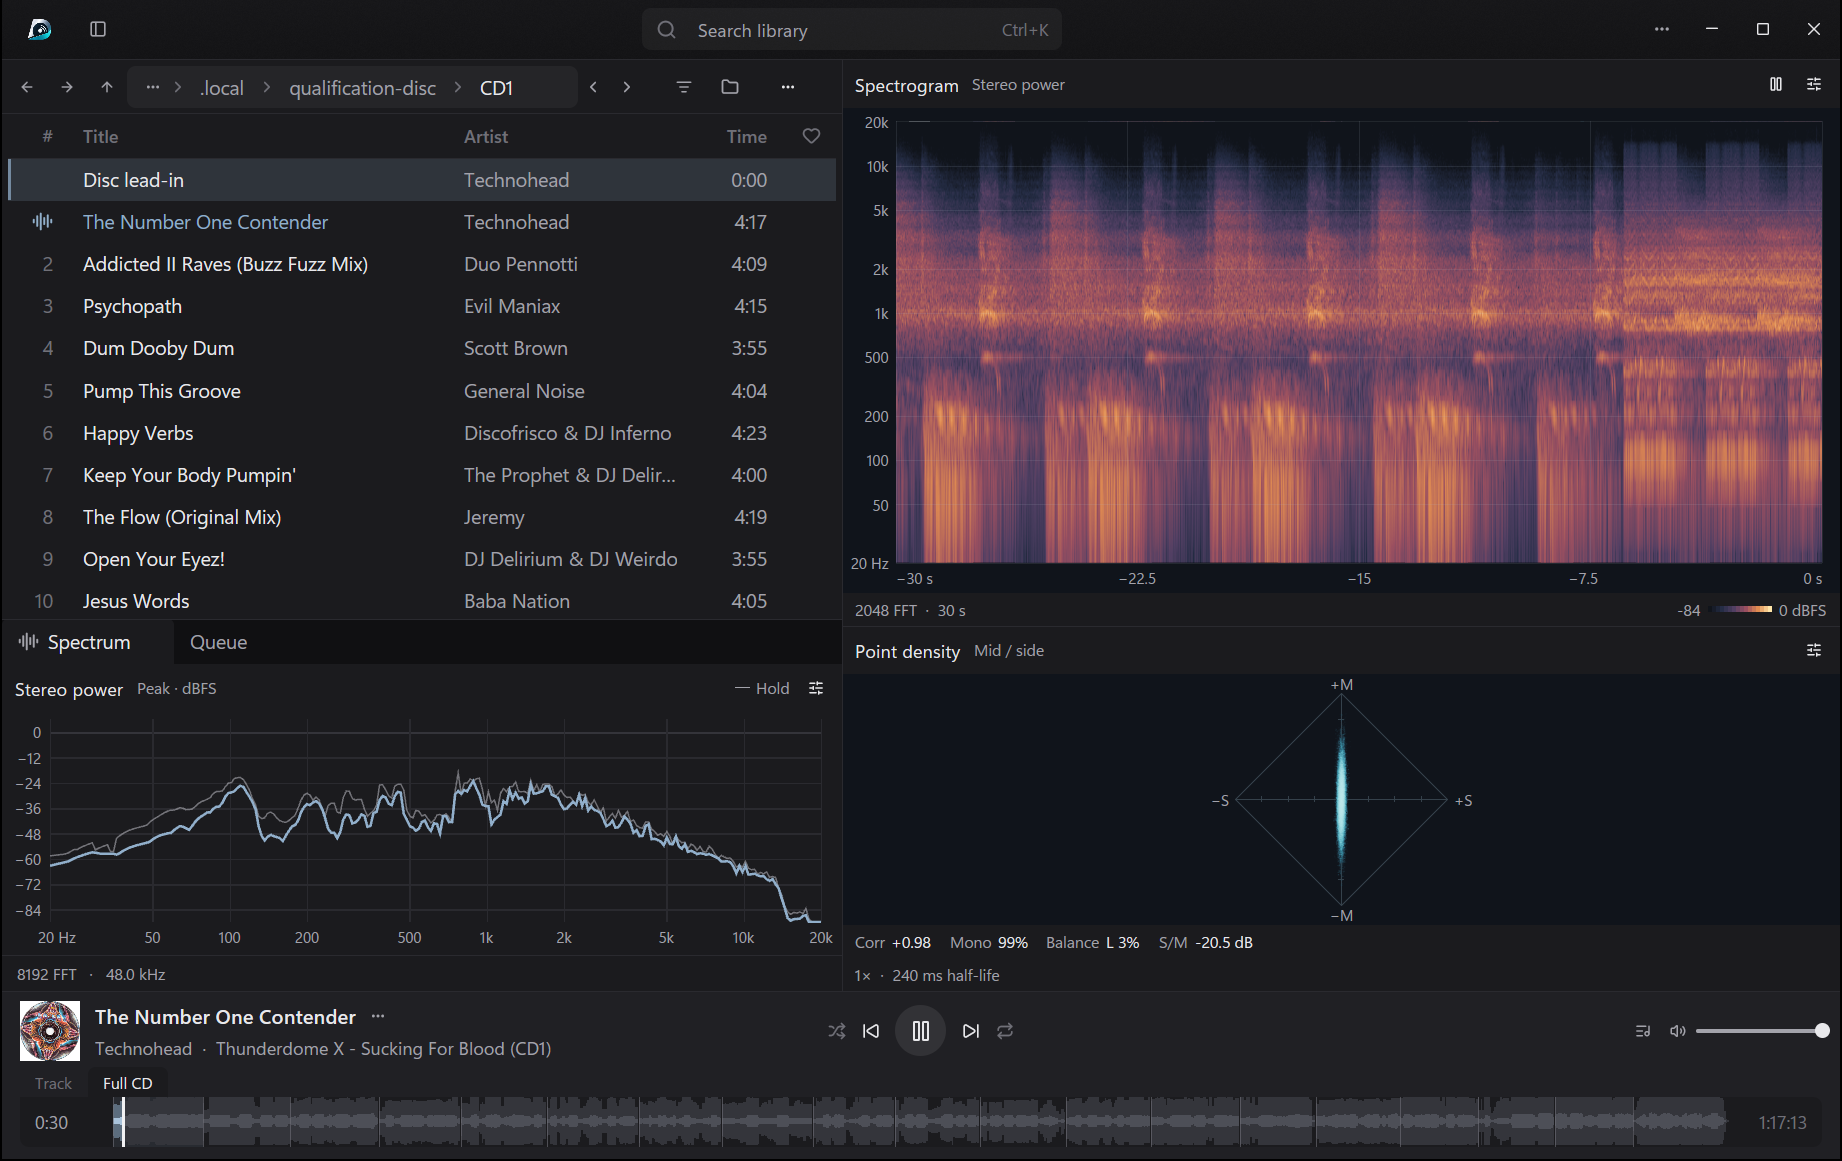 Search library Ctrl+K
··· > .local > qualification-disc > CD1
# Title Artist Time
Disc lead-in Technohead 0:00
The Number One Contender Technohead 4:17
2 Addicted II Raves (Buzz Fuzz Mix) Duo Pennotti 4:09
3 Psychopath Evil Maniax 4:15
4 Dum Dooby Dum Scott Brown 3:55
5 Pump This Groove General Noise 4:04
6 Happy Verbs Discofrisco & DJ Inferno 4:23
7 Keep Your Body Pumpin' The Prophet & DJ Delir... 4:00
8 The Flow (Original Mix) Jeremy 4:19
9 Open Your Eyez! DJ Delirium & DJ Weirdo 3:55
10 Jesus Words Baba Nation 4:05
Spectrum Queue
Stereo power Peak · dBFS Hold
0
−12
−24
−36
−48
−60
−72
−84
20 Hz 50 100 200 500 1k 2k 5k 10k 20k
8192 FFT · 48.0 kHz
Spectrogram Stereo power
20k
10k
5k
2k
1k
500
200
100
50
20 Hz
−30 s −22.5 −15 −7.5 0 s
2048 FFT · 30 s -84 0 dBFS
Point density Mid / side
+M
−S +S
−M
Corr +0.98 Mono 99% Balance L 3% S/M -20.5 dB
1× · 240 ms half-life
The Number One Contender ···
Technohead · Thunderdome X - Sucking For Blood (CD1)
Track Full CD
0:30 1:17:13